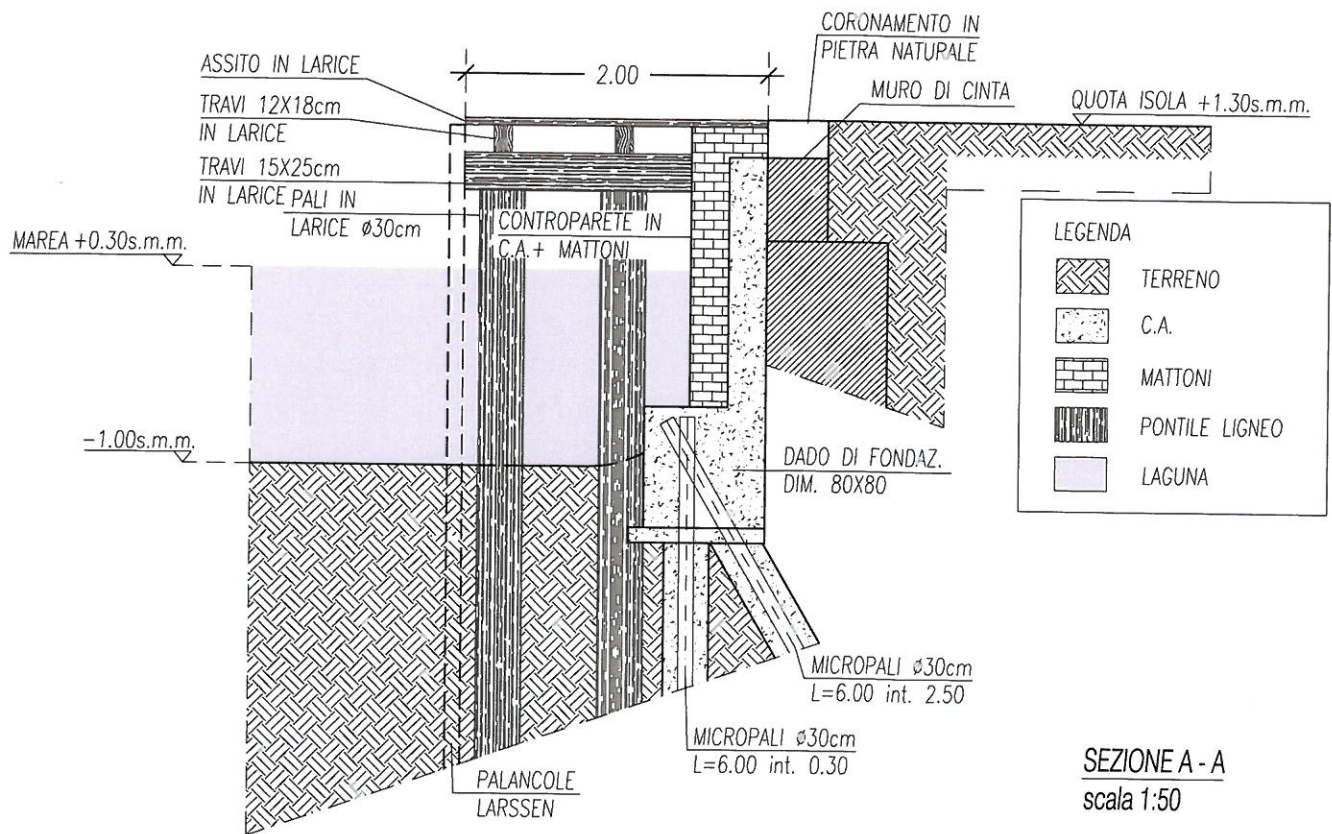 CORONAMENTO IN
PIETRA NATURALE
ASSITO IN LARICE
2.00
MURO DI CINTA
TRAVI 12X18cm
IN LARICE
QUOTA ISOLA +1.30s.m.m.
TRAVI 15X25cm
IN LARICE
PALI IN
LARICE ø30cm
CONTROPARETE IN
C.A.+ MATTONI
MAREA +0.30s.m.m.
LEGENDA
TERRENO
C.A.
MATTONI
PONTILE LIGNEO
LAGUNA
-1.00s.m.m.
DADO DI FONDAZ.
DIM. 80X80
MICROPALI ø30cm
L=6.00 int. 2.50
MICROPALI ø30cm
L=6.00 int. 0.30
PALANCOLE
LARSSEN
SEZIONE A - A
scala 1:50